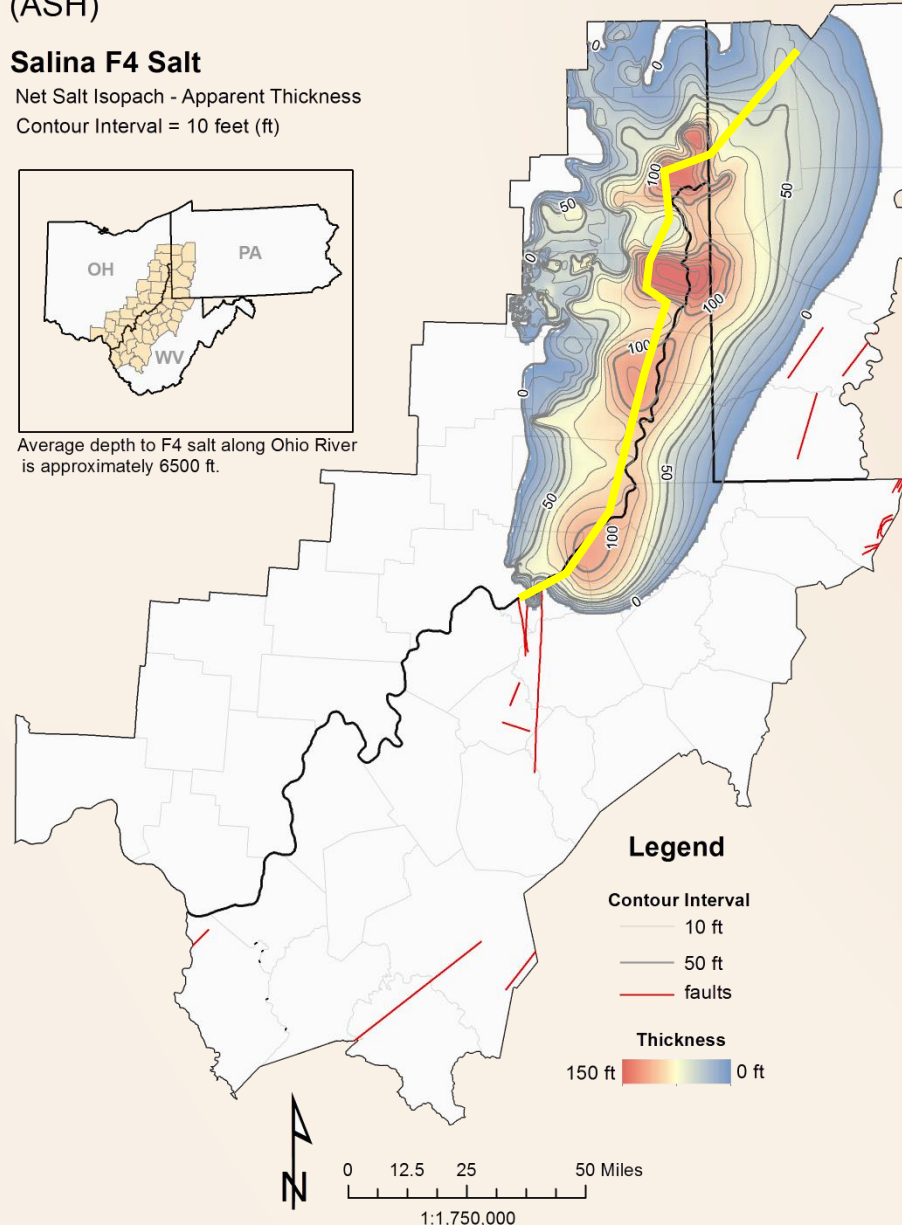 (ASH)
Salina F4 Salt
Net Salt Isopach - Apparent Thickness
Contour Interval = 10 feet (ft)
OH
PA
WV
Average depth to F4 salt along Ohio River
is approximately 6500 ft.
0
0
100
50
50
0
100
0
100
0
50
50
100
0
Legend
Contour Interval
10 ft
50 ft
faults
Thickness
150 ft
0 ft
N
0 12.5 25 50 Miles
1:1,750,000